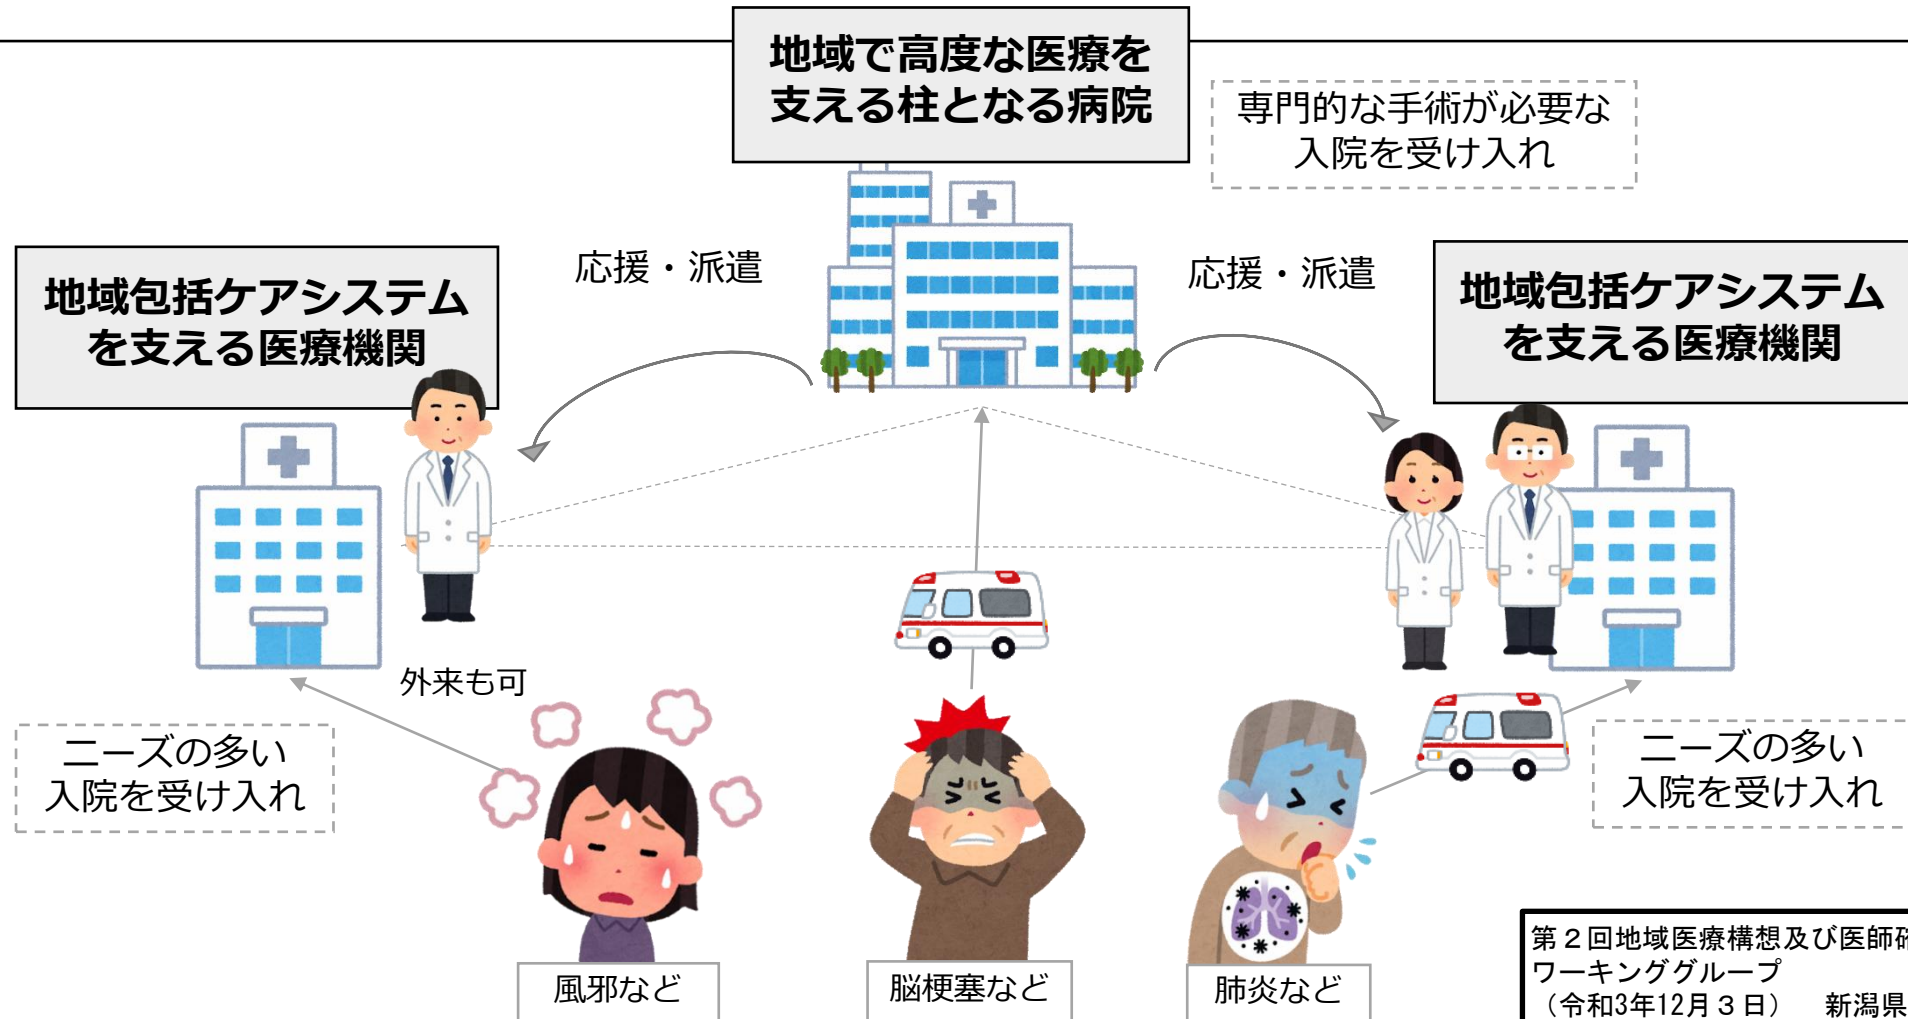 地域で高度な医療を
支える柱となる病院
専門的な手術が必要な
入院を受け入れ
応援・派遣
応援・派遣
地域包括ケアシステム
を支える医療機関
地域包括ケアシステム
を支える医療機関
外来も可
ニーズの多い
入院を受け入れ
ニーズの多い
入院を受け入れ
風邪など
脳梗塞など
肺炎など
第２回地域医療構想及び医師確
ワーキンググループ
（令和3年12月３日）　新潟県